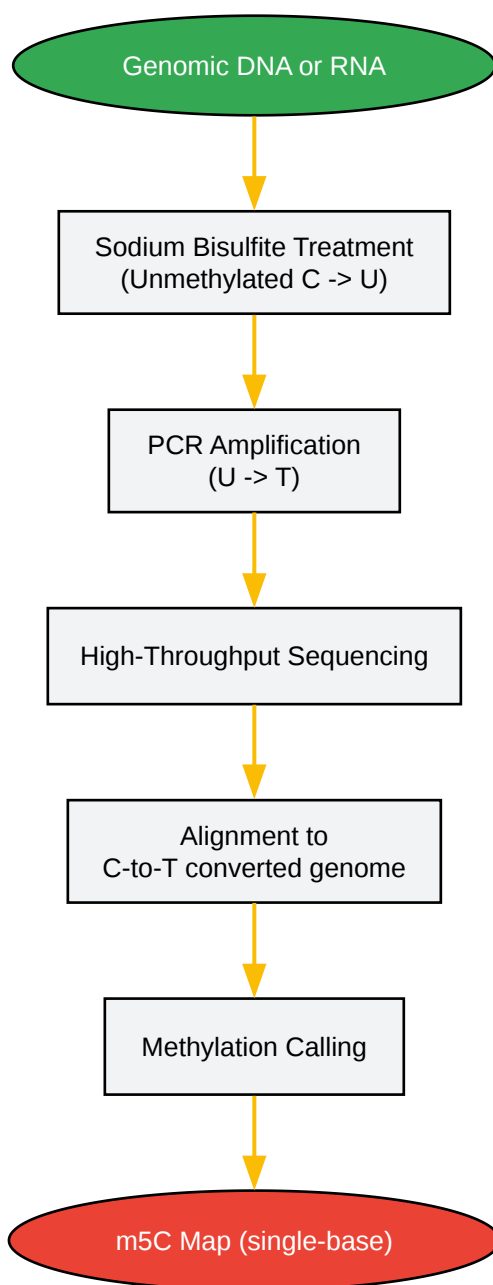 Genomic DNA or RNA
Sodium Bisulfite Treatment
(Unmethylated C -> U)
PCR Amplification
(U -> T)
High-Throughput Sequencing
Alignment to
C-to-T converted genome
Methylation Calling
m5C Map (single-base)